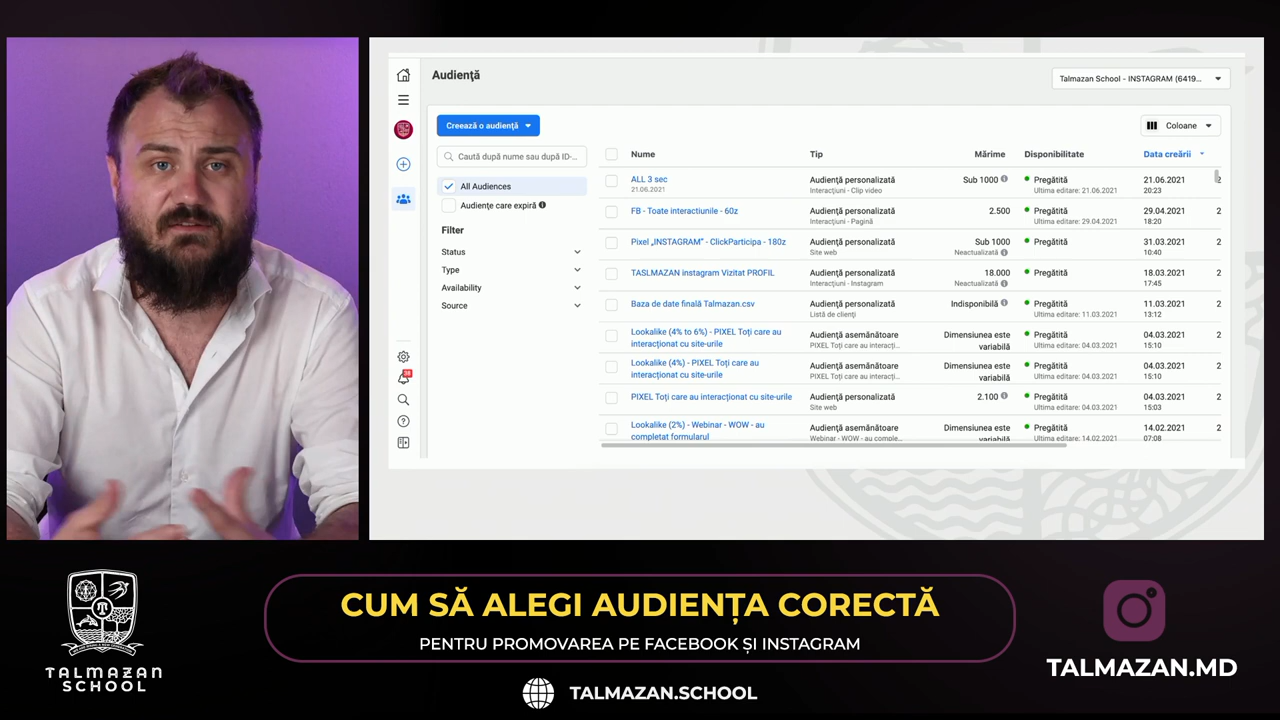 Audiență
Talmazan School - INSTAGRAM (6419...
Creează o audiență
Coloane
Caută după nume sau după ID-...
All Audiences
Audiențe care expiră
Filter
Status
Type
Availability
Source
38
Nume Tip Mărime Disponibilitate Data creării
ALL 3 sec Audiență personalizată Sub 1000 Pregătită 21.06.2021 2
21.06.2021 Interacțiuni - Clip video Ultima editare: 21.06.2021 20:23
FB - Toate interactiunile - 60z Audiență personalizată 2.500 Pregătită 29.04.2021 2
Interacțiuni - Pagină Ultima editare: 29.04.2021 18:20
Pixel „INSTAGRAM” - ClickParticipa - 180z Audiență personalizată Sub 1000 Pregătită 31.03.2021 2
Site web Neactualizată 10:40
TASLMAZAN instagram Vizitat PROFIL Audiență personalizată 18.000 Pregătită 18.03.2021 2
Interacțiuni - Instagram Neactualizată 17:45
Baza de date finală Talmazan.csv Audiență personalizată Indisponibilă Pregătită 11.03.2021 2
Listă de clienți Ultima editare: 11.03.2021 13:12
Lookalike (4% to 6%) - PIXEL Toți care au Audiență asemănătoare Dimensiunea este Pregătită 04.03.2021 2
interacționat cu site-urile PIXEL Toți care au interacți... variabilă Ultima editare: 04.03.2021 15:10
Lookalike (4%) - PIXEL Toți care au Audiență asemănătoare Dimensiunea este Pregătită 04.03.2021 2
interacționat cu site-urile PIXEL Toți care au interacți... variabilă Ultima editare: 04.03.2021 15:10
PIXEL Toți care au interacționat cu site-urile Audiență personalizată 2.100 Pregătită 04.03.2021 2
Site web Ultima editare: 04.03.2021 15:03
Lookalike (2%) - Webinar - WOW - au Audiență asemănătoare Dimensiunea este Pregătită 14.02.2021 2
completat formularul Webinar - WOW - au comple... variabilă Ultima editare: 14.02.2021 07:08
CUM SĂ ALEGI AUDIENȚA CORECTĂ
PENTRU PROMOVAREA PE FACEBOOK ȘI INSTAGRAM
TALMAZAN
SCHOOL
TALMAZAN.SCHOOL
TALMAZAN.MD